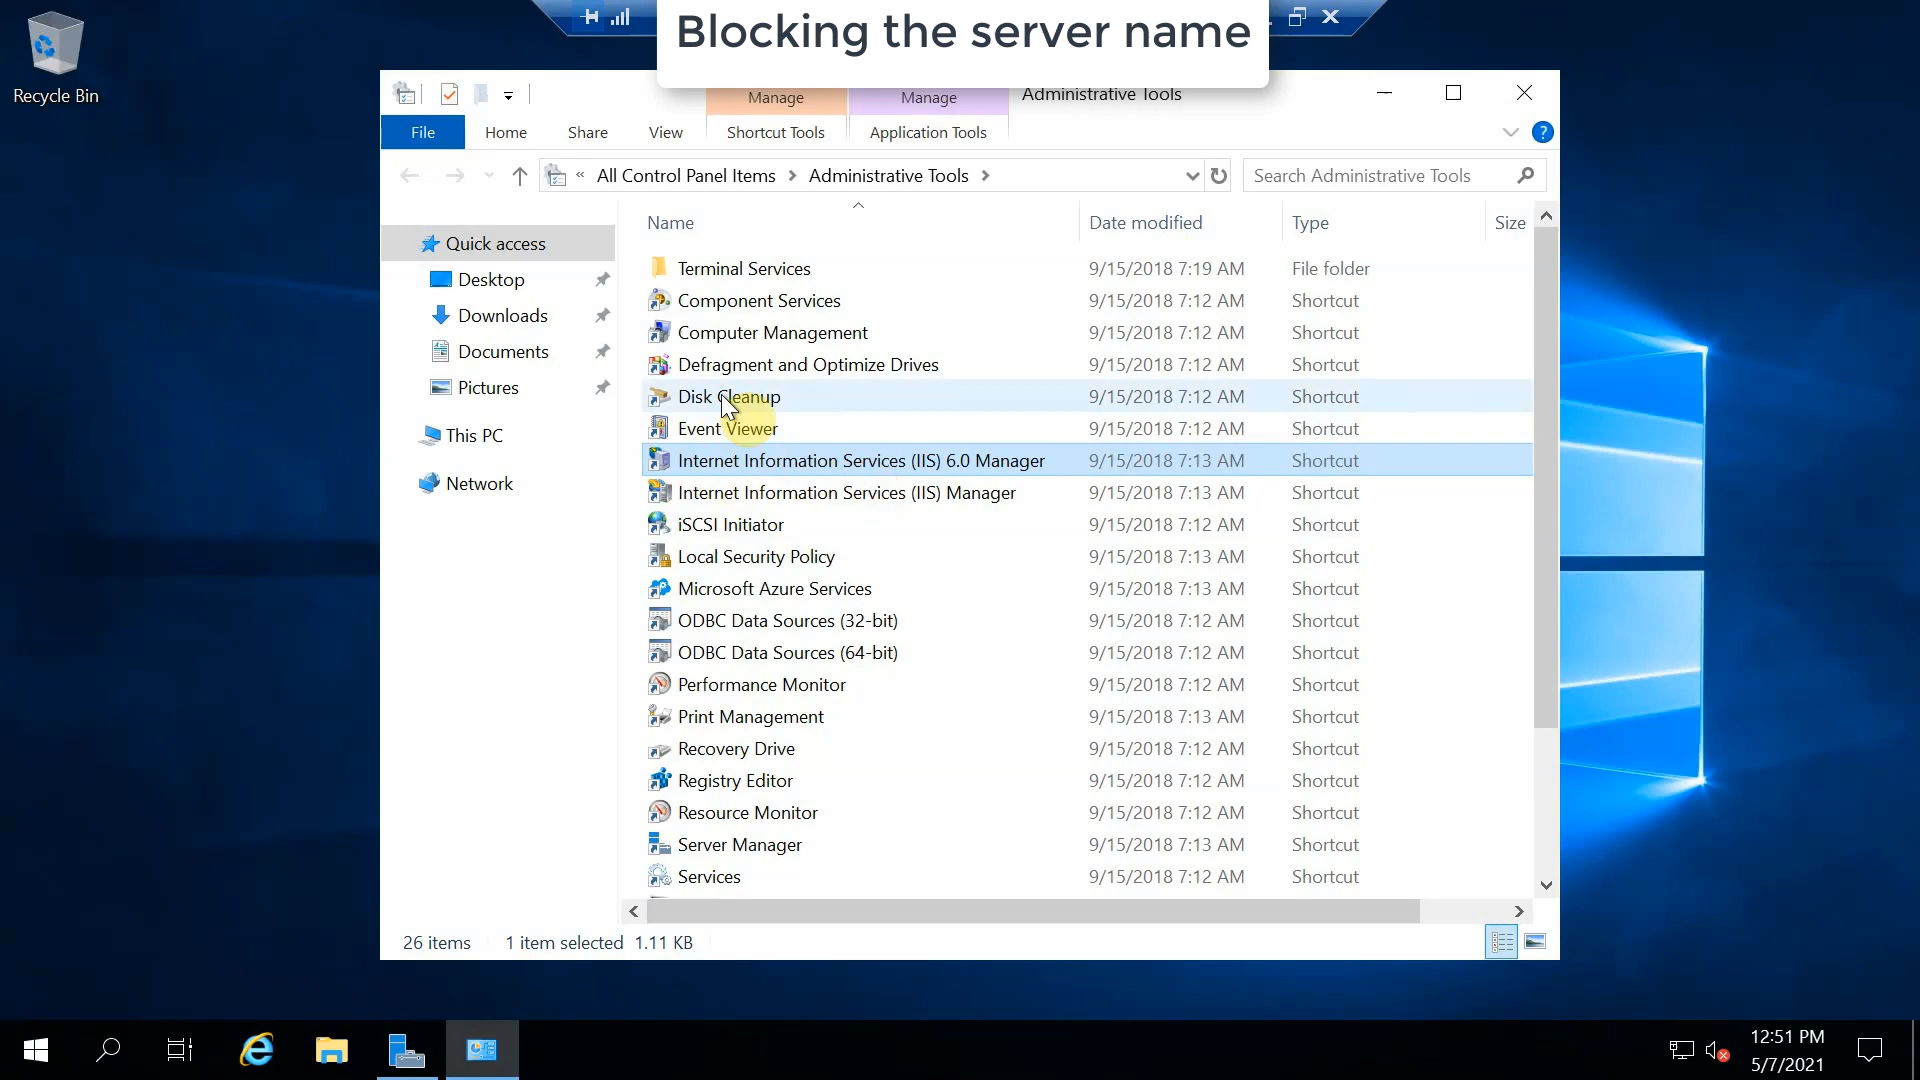 Blocking the server name
Recycle Bin
Manage
Manage
Administrative Tools
File
Home
Share
View
Shortcut Tools
Application Tools
?
« All Control Panel Items > Administrative Tools >
Search Administrative Tools
Name
Date modified
Type
Size
Quick access
Desktop
Downloads
Documents
Pictures
This PC
Network
Terminal Services 9/15/2018 7:19 AM File folder
Component Services 9/15/2018 7:12 AM Shortcut
Computer Management 9/15/2018 7:12 AM Shortcut
Defragment and Optimize Drives 9/15/2018 7:12 AM Shortcut
Disk Cleanup 9/15/2018 7:12 AM Shortcut
Event Viewer 9/15/2018 7:12 AM Shortcut
Internet Information Services (IIS) 6.0 Manager 9/15/2018 7:13 AM Shortcut
Internet Information Services (IIS) Manager 9/15/2018 7:13 AM Shortcut
iSCSI Initiator 9/15/2018 7:12 AM Shortcut
Local Security Policy 9/15/2018 7:13 AM Shortcut
Microsoft Azure Services 9/15/2018 7:13 AM Shortcut
ODBC Data Sources (32-bit) 9/15/2018 7:12 AM Shortcut
ODBC Data Sources (64-bit) 9/15/2018 7:12 AM Shortcut
Performance Monitor 9/15/2018 7:12 AM Shortcut
Print Management 9/15/2018 7:13 AM Shortcut
Recovery Drive 9/15/2018 7:12 AM Shortcut
Registry Editor 9/15/2018 7:12 AM Shortcut
Resource Monitor 9/15/2018 7:12 AM Shortcut
Server Manager 9/15/2018 7:13 AM Shortcut
Services 9/15/2018 7:12 AM Shortcut
26 items
1 item selected 1.11 KB
12:51 PM
5/7/2021